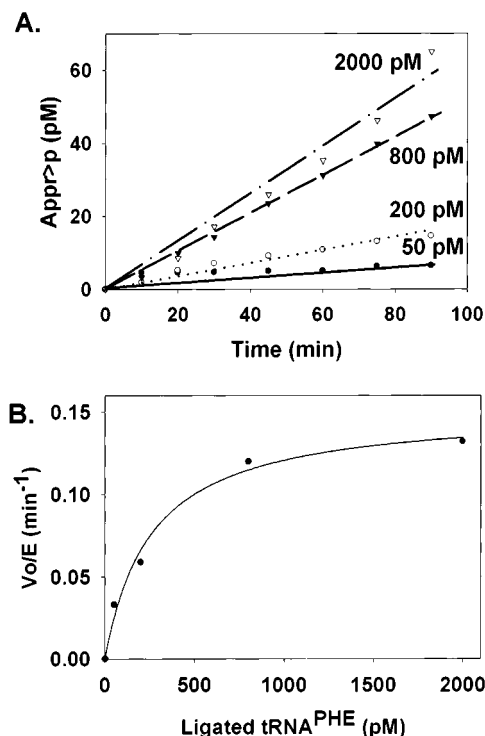 A.
Appr>p (pM)
60
40
20
0
2000 pM
800 pM
200 pM
50 pM
0 20 40 60 80 100
Time (min)
B.
Vo/E (min⁻¹)
0.15
0.10
0.05
0.00
0 500 1000 1500 2000
Ligated tRNAᴾᴴᴱ (pM)